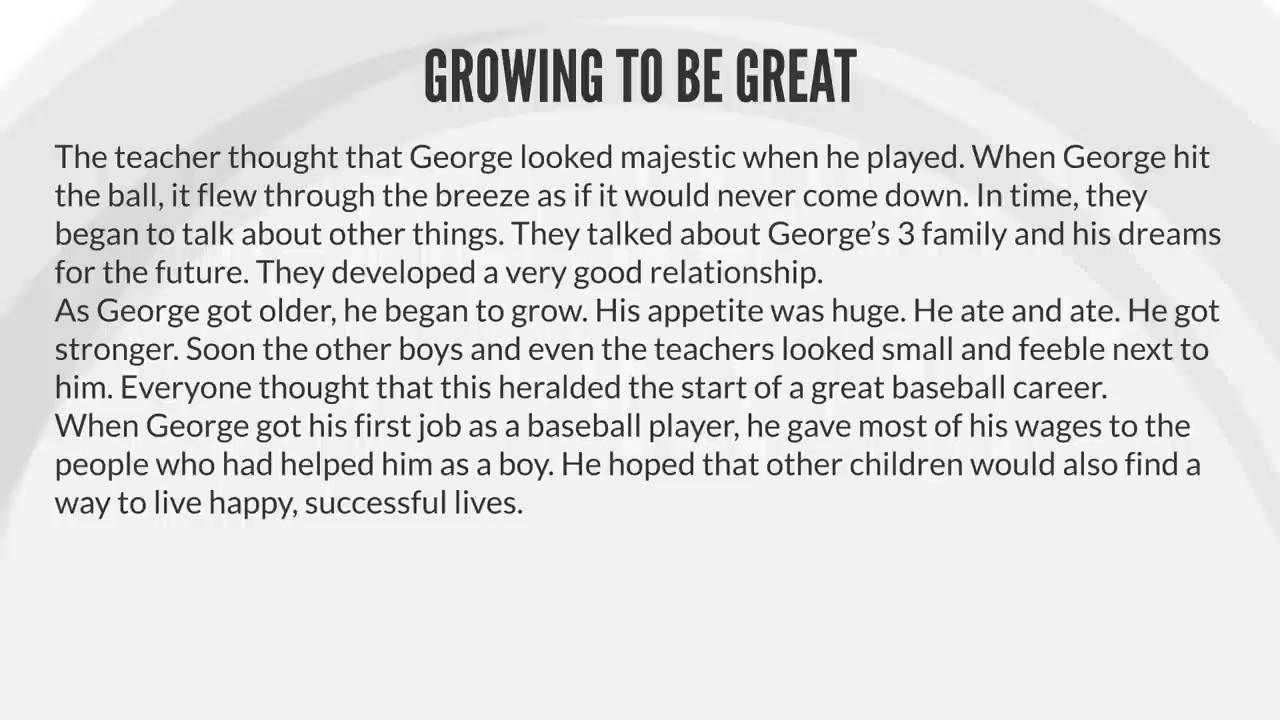 GROWING TO BE GREAT
The teacher thought that George looked majestic when he played. When George hit
the ball, it flew through the breeze as if it would never come down. In time, they
began to talk about other things. They talked about George’s 3 family and his dreams
for the future. They developed a very good relationship.
As George got older, he began to grow. His appetite was huge. He ate and ate. He got
stronger. Soon the other boys and even the teachers looked small and feeble next to
him. Everyone thought that this heralded the start of a great baseball career.
When George got his first job as a baseball player, he gave most of his wages to the
people who had helped him as a boy. He hoped that other children would also find a
way to live happy, successful lives.